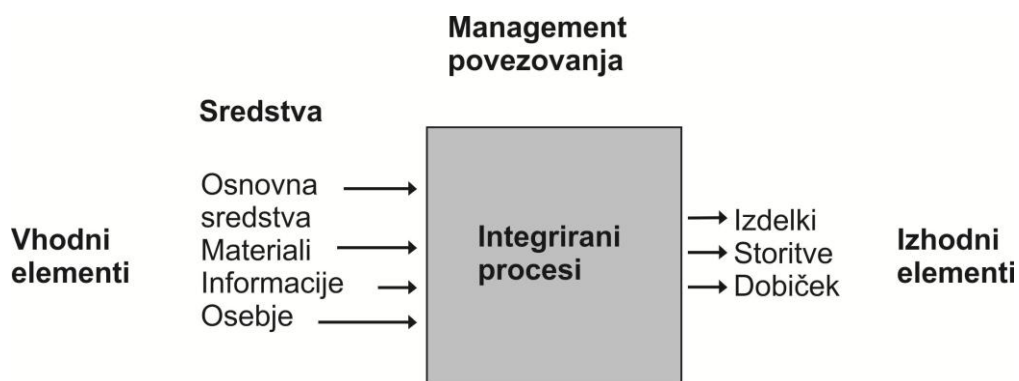 Management
povezovanja
Sredstva
Osnovna
sredstva
Materiali
Informacije
Osebje
Vhodni
elementi
Integrirani
procesi
Izdelki
Storitve
Dobiček
Izhodni
elementi